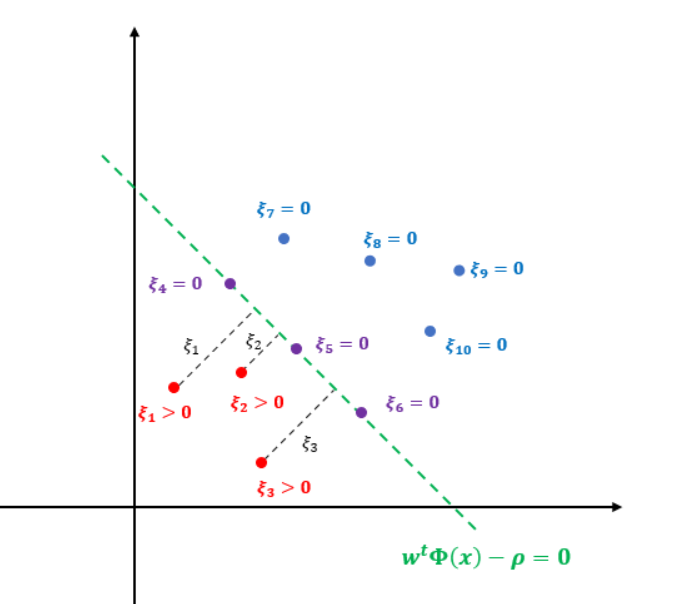 ξ₇ = 0
ξ₈ = 0
ξ₉ = 0
ξ₄ = 0
ξ₁
ξ₂
ξ₅ = 0
ξ₁₀ = 0
ξ₁ > 0
ξ₂ > 0
ξ₆ = 0
ξ₃
ξ₃ > 0
wᵗΦ(x) − ρ = 0